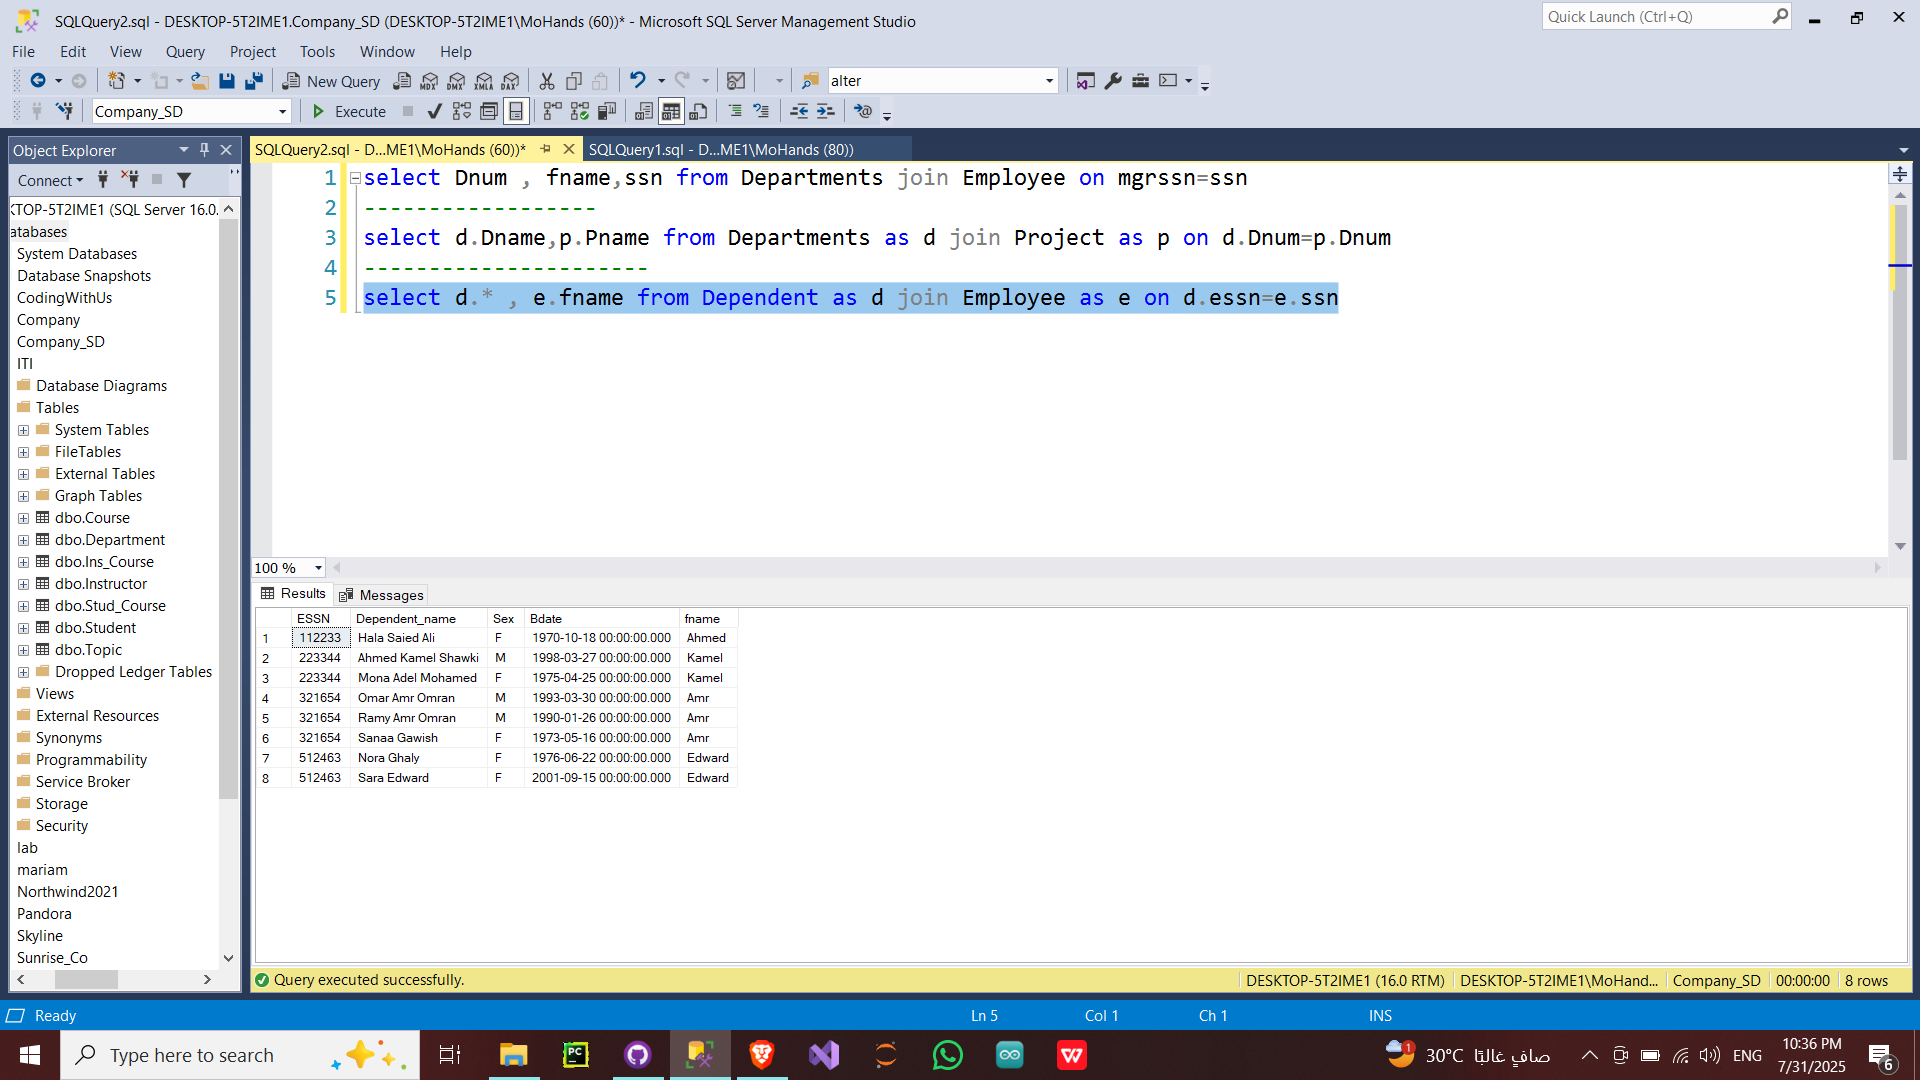 SQLQuery2.sql - DESKTOP-5T2IME1.Company_SD (DESKTOP-5T2IME1\MoHands (60))* - Microsoft SQL Server Management Studio
Quick Launch (Ctrl+Q)
File Edit View Query Project Tools Window Help
New Query
MDX
DMX
XMLA
DAX
alter
Company_SD
Execute
Object Explorer
SQLQuery2.sql - D...ME1\MoHands (60))*
SQLQuery1.sql - D...ME1\MoHands (80))
Connect
KTOP-5T2IME1 (SQL Server 16.0.
atabases
System Databases
Database Snapshots
CodingWithUs
Company
Company_SD
ITI
Database Diagrams
Tables
System Tables
FileTables
External Tables
Graph Tables
dbo.Course
dbo.Department
dbo.Ins_Course
dbo.Instructor
dbo.Stud_Course
dbo.Student
dbo.Topic
Dropped Ledger Tables
Views
External Resources
Synonyms
Programmability
Service Broker
Storage
Security
lab
mariam
Northwind2021
Pandora
Skyline
Sunrise_Co
1 select Dnum , fname,ssn from Departments join Employee on mgrssn=ssn
2 ------------------
3 select d.Dname,p.Pname from Departments as d join Project as p on d.Dnum=p.Dnum
4 ----------------------
5 select d.* , e.fname from Dependent as d join Employee as e on d.essn=e.ssn
100 %
Results Messages
ESSN Dependent_name Sex Bdate fname
1 112233 Hala Saied Ali F 1970-10-18 00:00:00.000 Ahmed
2 223344 Ahmed Kamel Shawki M 1998-03-27 00:00:00.000 Kamel
3 223344 Mona Adel Mohamed F 1975-04-25 00:00:00.000 Kamel
4 321654 Omar Amr Omran M 1993-03-30 00:00:00.000 Amr
5 321654 Ramy Amr Omran M 1990-01-26 00:00:00.000 Amr
6 321654 Sanaa Gawish F 1973-05-16 00:00:00.000 Amr
7 512463 Nora Ghaly F 1976-06-22 00:00:00.000 Edward
8 512463 Sara Edward F 2001-09-15 00:00:00.000 Edward
Query executed successfully.
DESKTOP-5T2IME1 (16.0 RTM) DESKTOP-5T2IME1\MoHand... Company_SD 00:00:00 8 rows
Ready
Ln 5 Col 1 Ch 1 INS
Type here to search
PC
W
1
30°C صافٍ غالبًا
ENG
10:36 PM
7/31/2025
6